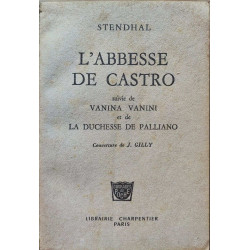 STENDHAL
L'ABBESSE
DE CASTRO
suivie de
VANINA VANINI
et de
LA DUCHESSE DE PALLIANO
Couverture de J. GILLY
LIBRAIRIE CHARPENTIER
PARIS